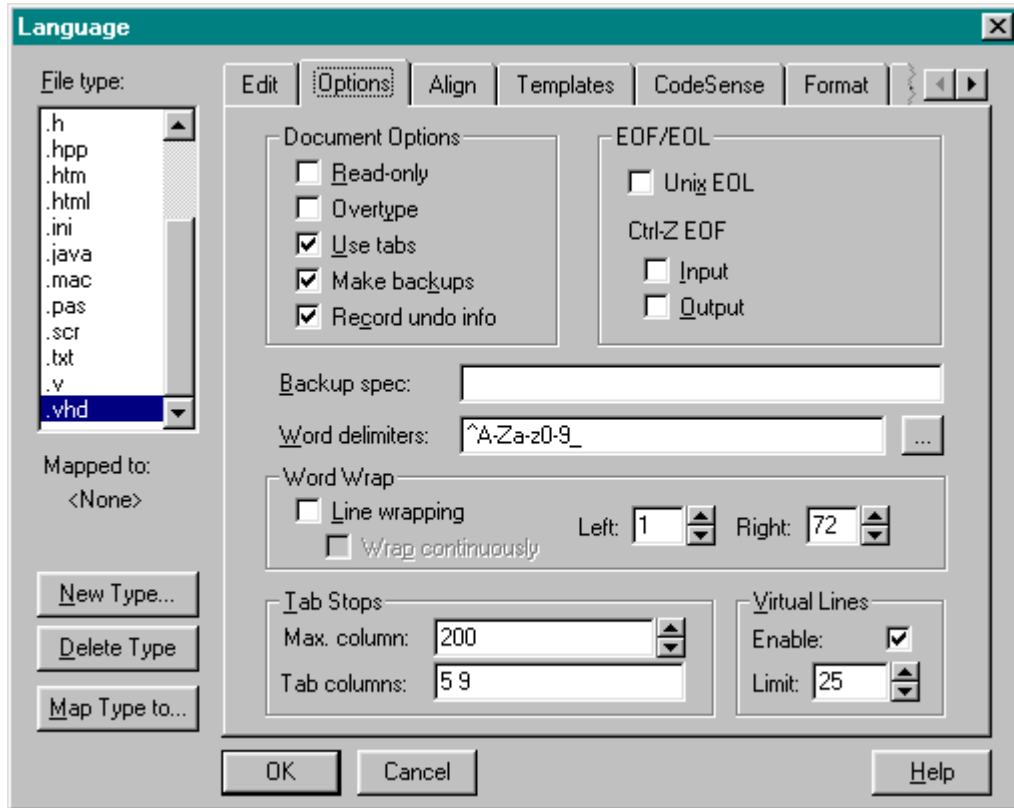 Language
File type:
.h
.hpp
.htm
.html
.ini
.java
.mac
.pas
.scr
.txt
.v
.vhd
Mapped to:
<None>
New Type...
Delete Type
Map Type to...
Edit Options Align Templates CodeSense Format
Document Options
Read-only
Overtype
Use tabs
Make backups
Record undo info
EOF/EOL
Unix EOL
Ctrl-Z EOF
Input
Output
Backup spec:
Word delimiters: ^A-Za-z0-9_ ...
Word Wrap
Line wrapping
Wrap continuously
Left: 1 Right: 72
Tab Stops
Max. column: 200
Tab columns: 5 9
Virtual Lines
Enable:
Limit: 25
OK Cancel Help